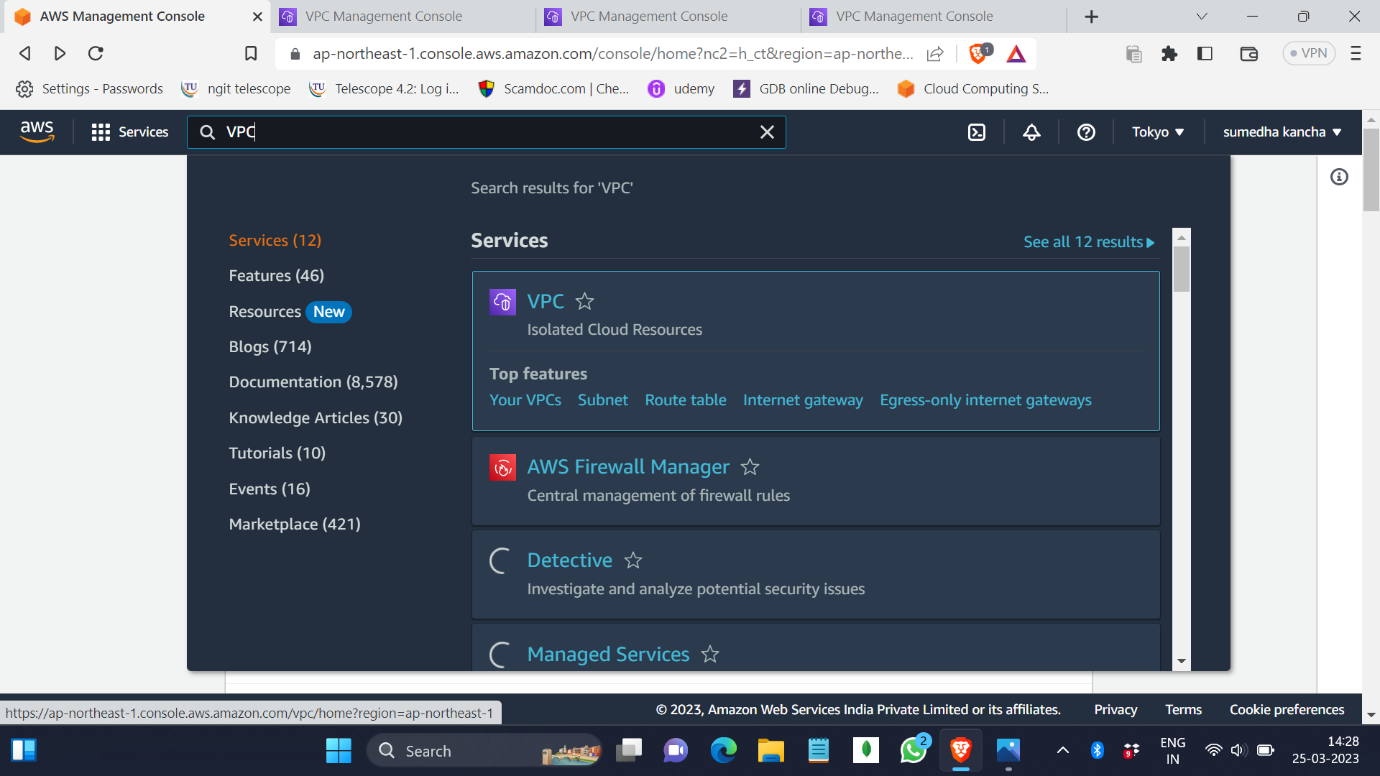 AWS Management Console
VPC Management Console
VPC Management Console
VPC Management Console
ap-northeast-1.console.aws.amazon.com/console/home?nc2=h_ct&region=ap-northe...
1
VPN
Settings - Passwords
ngit telescope
Telescope 4.2: Log i...
Scamdoc.com | Che...
udemy
GDB online Debug...
Cloud Computing S...
aws
Services
VPC
Tokyo
sumedha kancha
Search results for 'VPC'
Services (12)
Features (46)
Resources New
Blogs (714)
Documentation (8,578)
Knowledge Articles (30)
Tutorials (10)
Events (16)
Marketplace (421)
Services
See all 12 results
VPC
Isolated Cloud Resources
Top features
Your VPCs Subnet Route table Internet gateway Egress-only internet gateways
AWS Firewall Manager
Central management of firewall rules
Detective
Investigate and analyze potential security issues
Managed Services
https://ap-northeast-1.console.aws.amazon.com/vpc/home?region=ap-northeast-1
© 2023, Amazon Web Services India Private Limited or its affiliates.
Privacy
Terms
Cookie preferences
Search
2
9
ENG
IN
14:28
25-03-2023